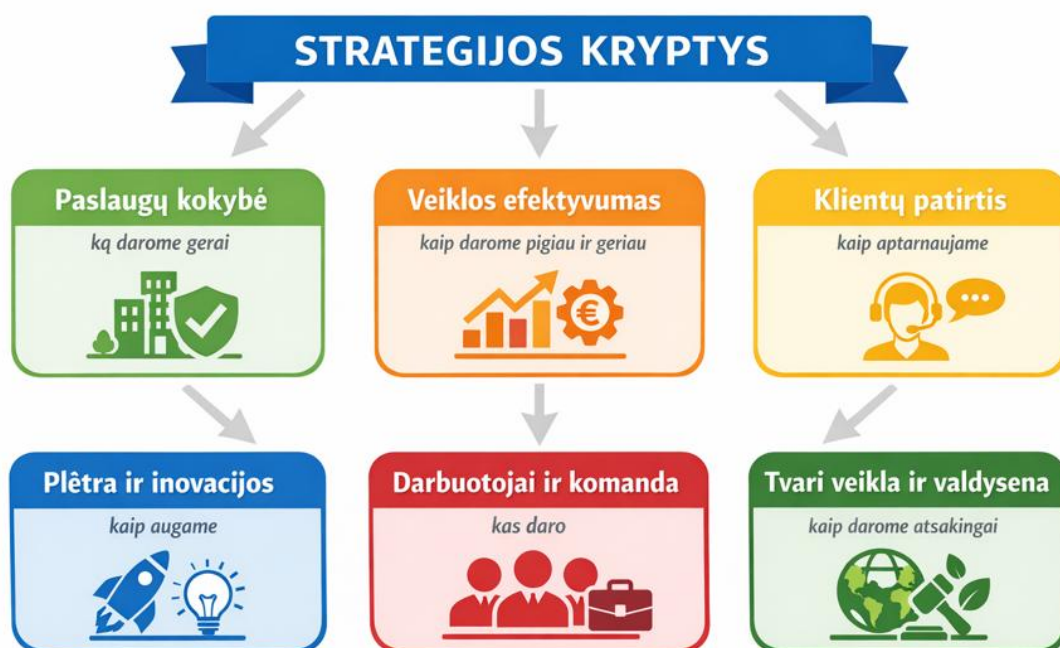 STRATEGIJOS KRYPTYS
Paslaugų kokybė
ką darome gerai
Veiklos efektyvumas
kaip darome pigiau ir geriau
€
Klientų patirtis
kaip aptarnaujame
Plėtra ir inovacijos
kaip augame
Darbuotojai ir komanda
kas daro
Tvari veikla ir valdysena
kaip darome atsakingai